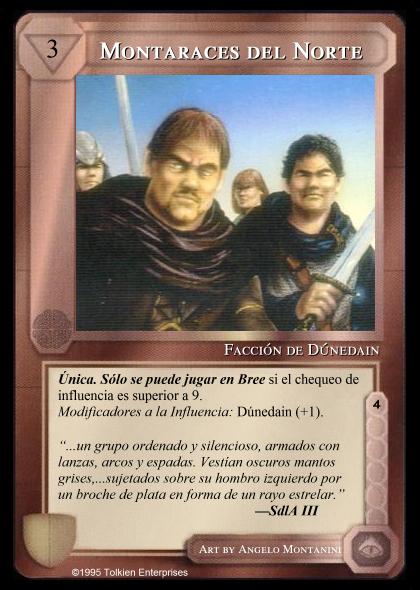 3
Montaraces del Norte
Facción de Dúnedain
Única. Sólo se puede jugar en Bree si el chequeo de
influencia es superior a 9.
Modificadores a la Influencia: Dúnedain (+1).
4
“...un grupo ordenado y silencioso, armados con
lanzas, arcos y espadas. Vestían oscuros mantos
grises,...sujetados sobre su hombro izquierdo por
un broche de plata en forma de un rayo estrelar.”
—SdlA III
Art by Angelo Montanini
©1995 Tolkien Enterprises